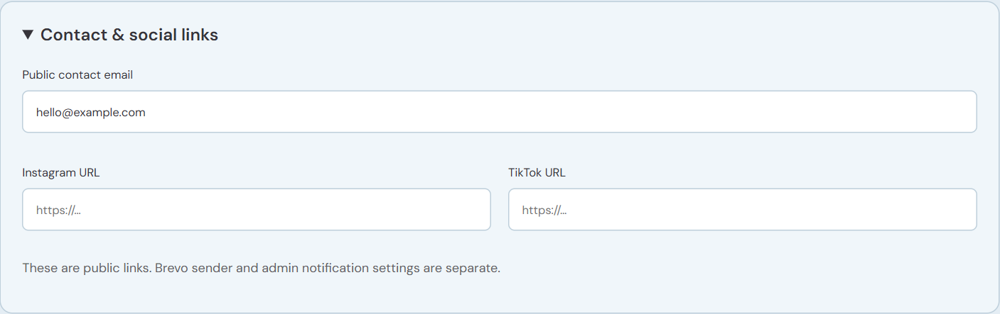 Contact & social links
Public contact email
hello@example.com
Instagram URL
TikTok URL
https://...
https://...
These are public links. Brevo sender and admin notification settings are separate.